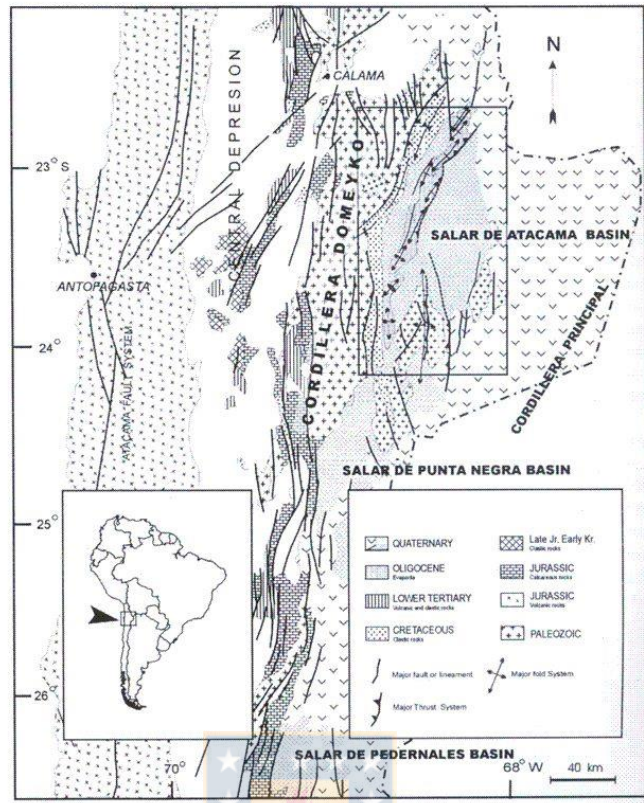 N
CALAMA
CENTRAL DEPRESION
23° S
CORDILLERA DOMEYKO
SALAR DE ATACAMA BASIN
ANTOFAGASTA
CORDILLERA PRINCIPAL
24°
ATACAMA FAULT SYSTEM
SALAR DE PUNTA NEGRA BASIN
25°
QUATERNARY
Late Jr. Early Kr.
Clastic rocks
OLIGOCENE
Evaporits
JURASSIC
Calcareous rocks
LOWER TERTIARY
Volcanic and clastic rocks
JURASSIC
Volcanic rocks
CRETACEOUS
Clastic rocks
PALEOZOIC
Major fault or lineament
Major fold System
Major Thrust System
26°
SALAR DE PEDERNALES BASIN
70°
68° W
40 km